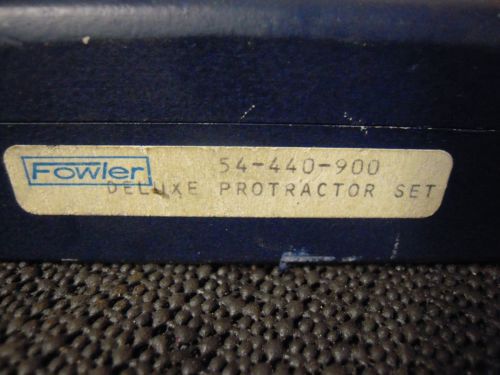 Fowler 54-440-900
DELUXE PROTRACTOR SET